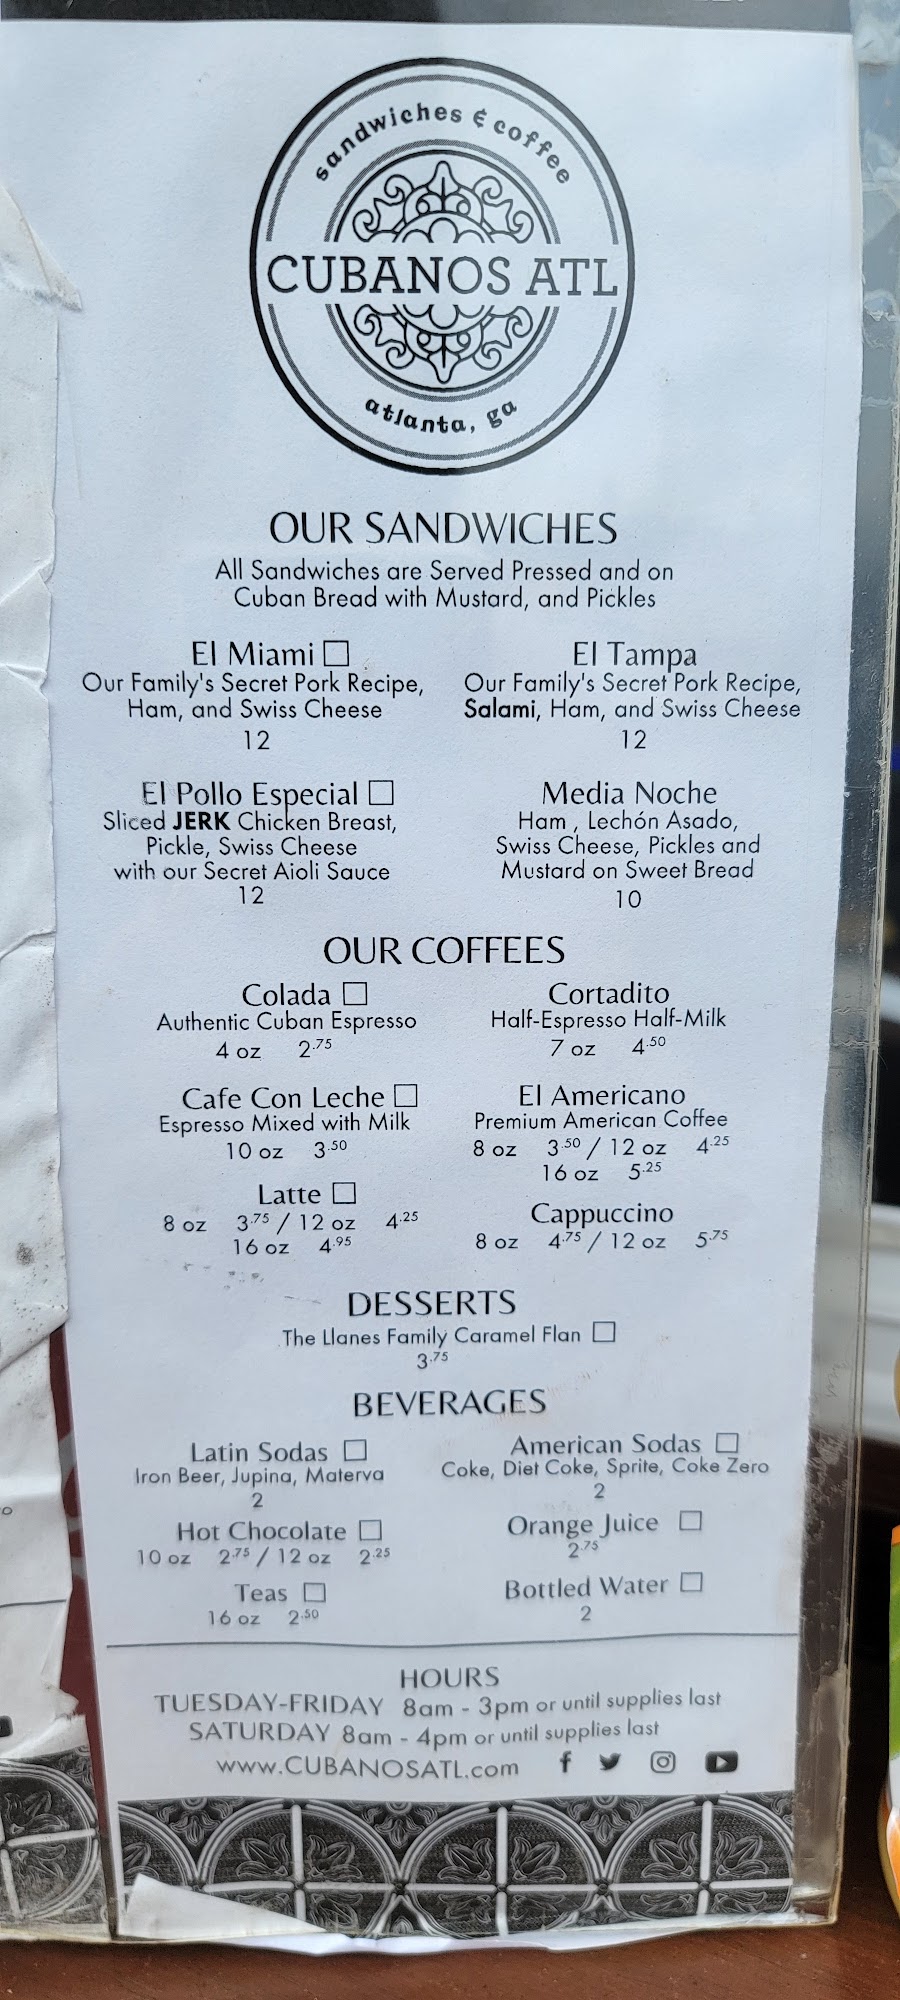 sandwiches & coffee
CUBANOS ATL
atlanta, ga
OUR SANDWICHES
All Sandwiches are Served Pressed and on
Cuban Bread with Mustard, and Pickles
El Miami
Our Family's Secret Pork Recipe,
Ham, and Swiss Cheese
12
El Tampa
Our Family's Secret Pork Recipe,
Salami, Ham, and Swiss Cheese
12
El Pollo Especial
Sliced JERK Chicken Breast,
Pickle, Swiss Cheese
with our Secret Aioli Sauce
12
Media Noche
Ham , Lechón Asado,
Swiss Cheese, Pickles and
Mustard on Sweet Bread
10
OUR COFFEES
Colada
Authentic Cuban Espresso
4 oz 2.75
Cortadito
Half-Espresso Half-Milk
7 oz 4.50
Cafe Con Leche
Espresso Mixed with Milk
10 oz 3.50
El Americano
Premium American Coffee
8 oz 3.50 / 12 oz 4.25
16 oz 5.25
Latte
8 oz 3.75 / 12 oz 4.25
16 oz 4.95
Cappuccino
8 oz 4.75 / 12 oz 5.75
DESSERTS
The Llanes Family Caramel Flan
3.75
BEVERAGES
Latin Sodas
Iron Beer, Jupina, Materva
2
American Sodas
Coke, Diet Coke, Sprite, Coke Zero
2
Hot Chocolate
10 oz 2.75 / 12 oz 2.25
Orange Juice
2.75
Teas
16 oz 2.50
Bottled Water
2
HOURS
TUESDAY-FRIDAY 8am - 3pm or until supplies last
SATURDAY 8am - 4pm or until supplies last
www.CUBANOSATL.com